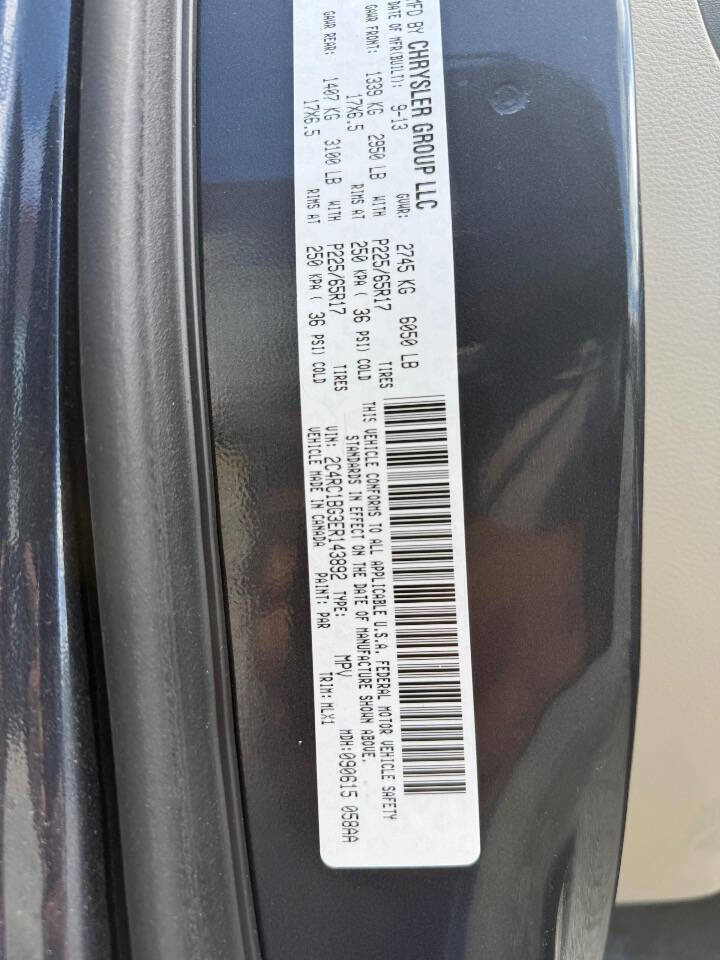 MFD BY CHRYSLER GROUP LLC
DATE OF MFR(BUILT): 9-13 GVWR: 2745 KG 6050 LB
GAWR FRONT: 1339 KG 2950 LB WITH P225/65R17 TIRES
17X6.5 RIMS AT 250 KPA ( 36 PSI) COLD
GAWR REAR: 1407 KG 3100 LB WITH P225/65R17 TIRES
17X6.5 RIMS AT 250 KPA ( 36 PSI) COLD
THIS VEHICLE CONFORMS TO ALL APPLICABLE U.S.A. FEDERAL MOTOR VEHICLE SAFETY
STANDARDS IN EFFECT ON THE DATE OF MANUFACTURE SHOWN ABOVE.
VIN: 2C4RC1BG3ER143892 TYPE: MPV MDH:090615 058AA
VEHICLE MADE IN CANADA PAINT: PAR TRIM: MLX1